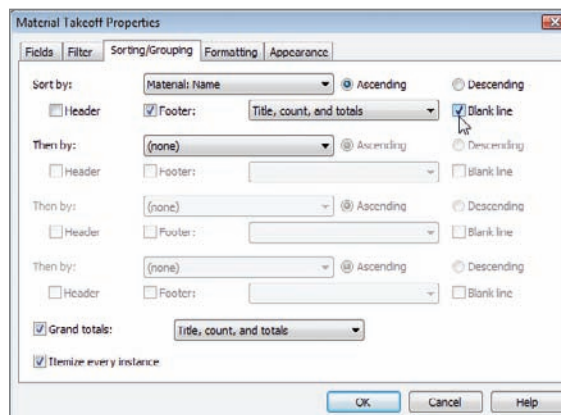 Material Takeoff Properties
Fields Filter Sorting/Grouping Formatting Appearance
Sort by: Material: Name Ascending Descending
Header Footer: Title, count, and totals Blank line
Then by: (none) Ascending Descending
Header Footer: Blank line
Then by: (none) Ascending Descending
Header Footer: Blank line
Then by: (none) Ascending Descending
Header Footer: Blank line
Grand totals: Title, count, and totals
Itemize every instance
OK Cancel Help